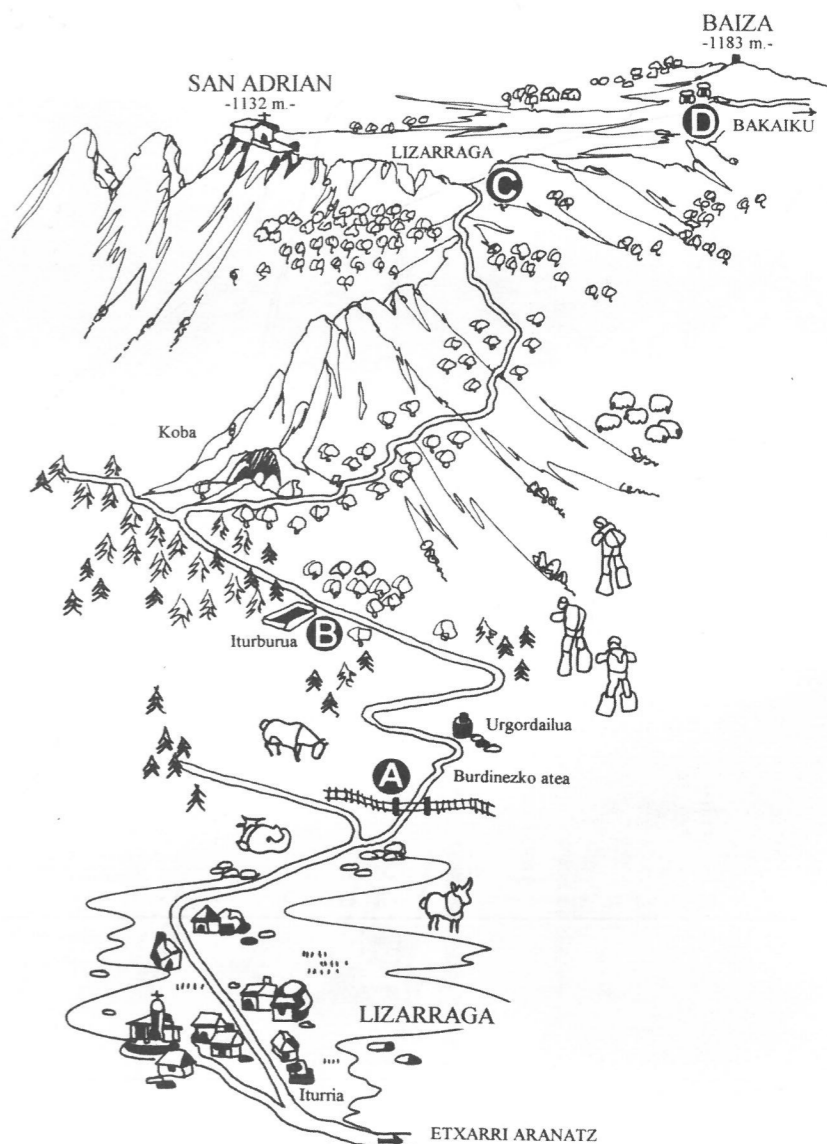 BAIZA
-1183 m.-
SAN ADRIAN
-1132 m.-
D
BAKAIKU
LIZARRAGA
C
Koba
B
Iturburua
Urgordailua
A
Burdinezko atea
LIZARRAGA
Iturria
ETXARRI ARANATZ